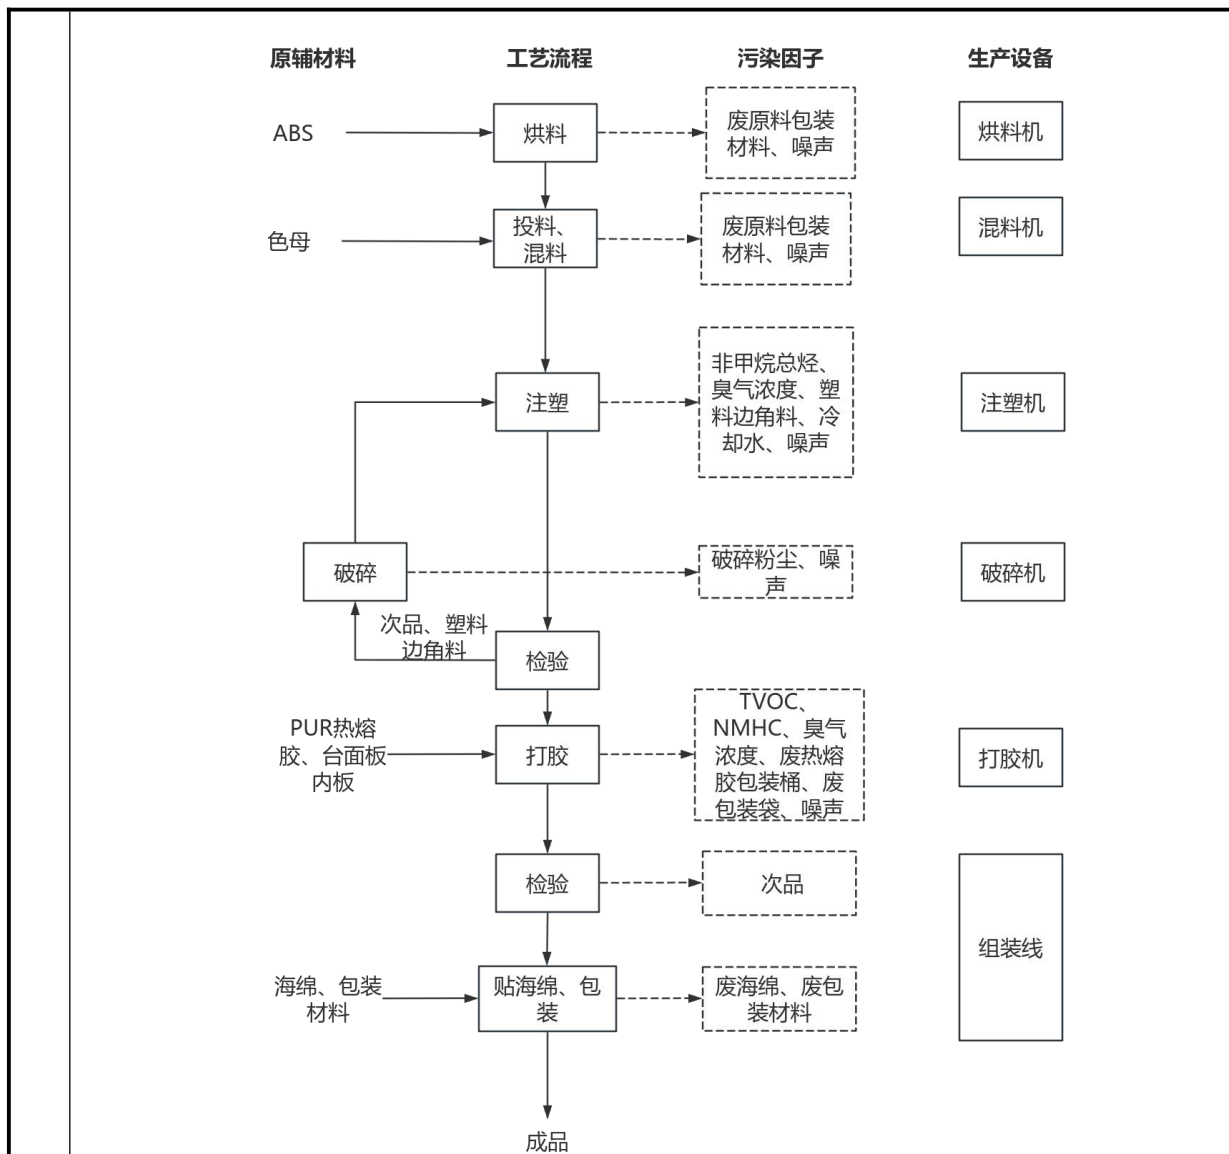 原辅材料 工艺流程 污染因子 生产设备
ABS
烘料
废原料包装
材料、噪声
烘料机
色母
投料、
混料
废原料包装
材料、噪声
混料机
注塑
非甲烷总烃、
臭气浓度、塑
料边角料、冷
却水、噪声
注塑机
破碎
破碎粉尘、噪
声
破碎机
次品、塑料
边角料
检验
PUR热熔
胶、台面板
内板
打胶
TVOC、
NMHC、臭气
浓度、废热熔
胶包装桶、废
包装袋、噪声
打胶机
检验
次品
组装线
海绵、包装
材料
贴海绵、包
装
废海绵、废包
装材料
成品